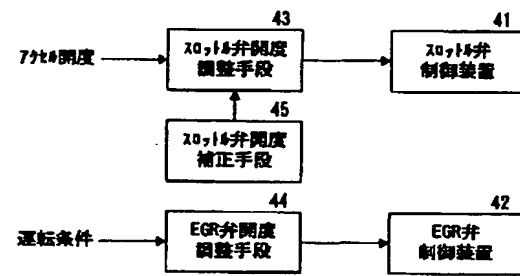 43
41
アクセル開度
スロットル弁開度
調整手段
スロットル弁
制御装置
45
スロットル弁開度
補正手段
44
42
運転条件
EGR弁開度
調整手段
EGR弁
制御装置